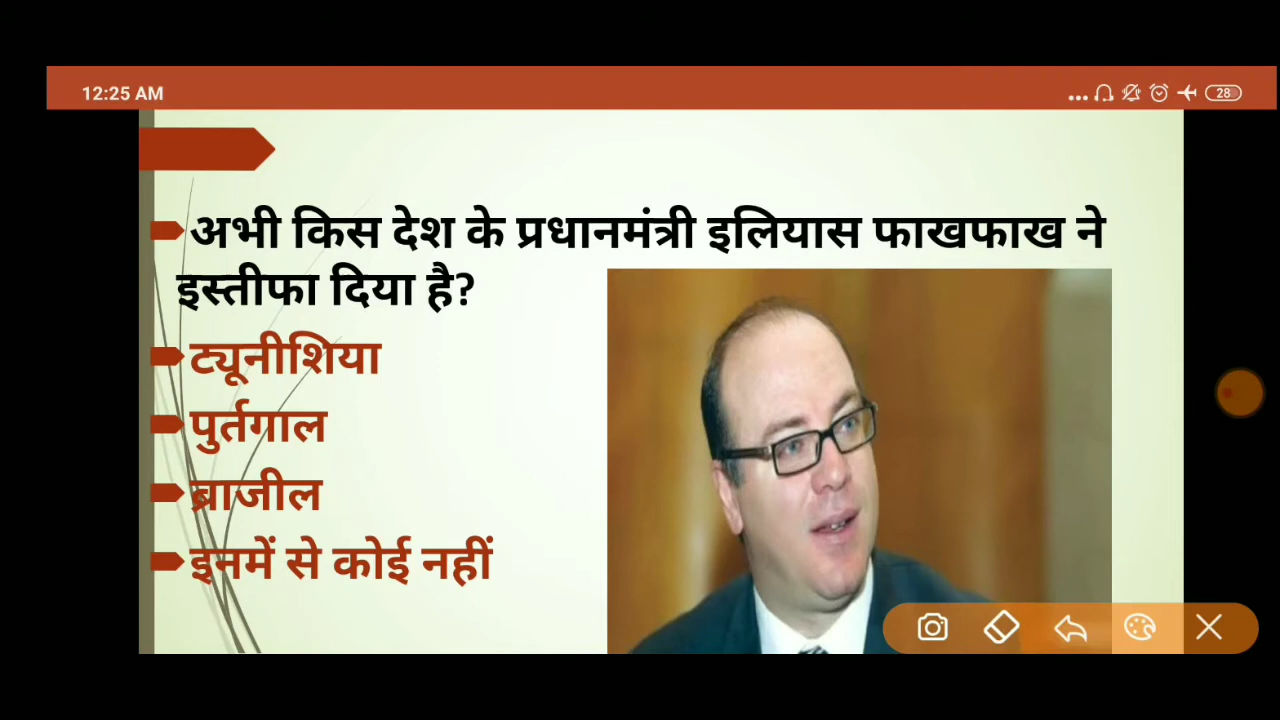 12:25 AM
28
अभी किस देश के प्रधानमंत्री इलियास फाखफाख ने
इस्तीफा दिया है?
ट्यूनीशिया
पुर्तगाल
ब्राजील
इनमें से कोई नहीं